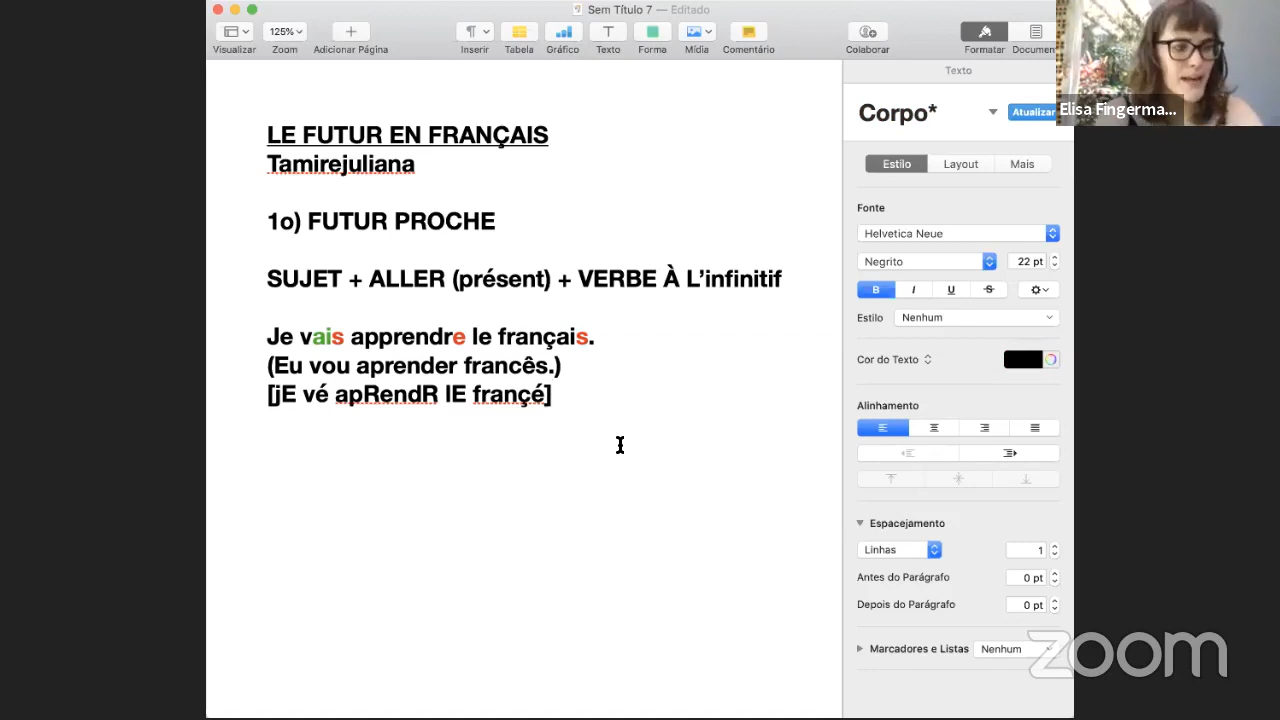 Sem Título 7 — Editado
125%
Visualizar Zoom Adicionar Página Inserir Tabela Gráfico Texto Forma Mídia Comentário Colaborar Formatar Documen
Texto
Elisa Fingerma...
Corpo* Atualizar
Estilo Layout Mais
LE FUTUR EN FRANÇAIS
Tamirejuliana
1o) FUTUR PROCHE
SUJET + ALLER (présent) + VERBE À L’infinitif
Je vais apprendre le français.
(Eu vou aprender francês.)
[jE vé apRendR lE françé]
Fonte
Helvetica Neue
Negrito 22 pt
B I U S
Estilo Nenhum
Cor do Texto
Alinhamento
Espacejamento
Linhas 1
Antes do Parágrafo 0 pt
Depois do Parágrafo 0 pt
Marcadores e Listas Nenhum
zoom